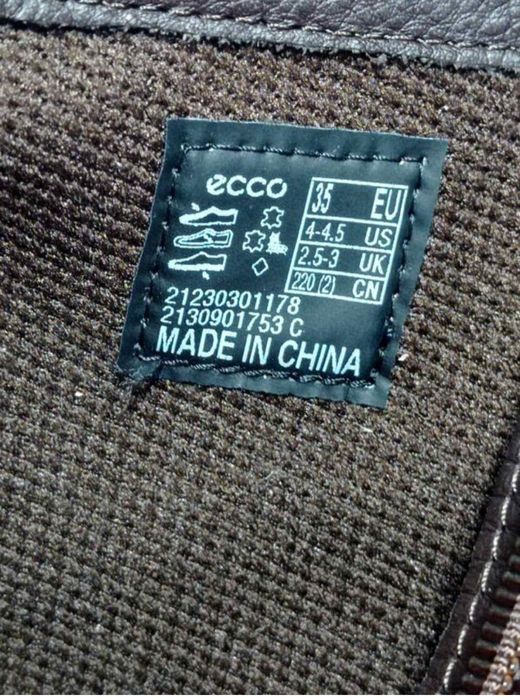 ecco
35 EU
4-4.5 US
2.5-3 UK
220 (2) CN
21230301178
2130901753 C
MADE IN CHINA